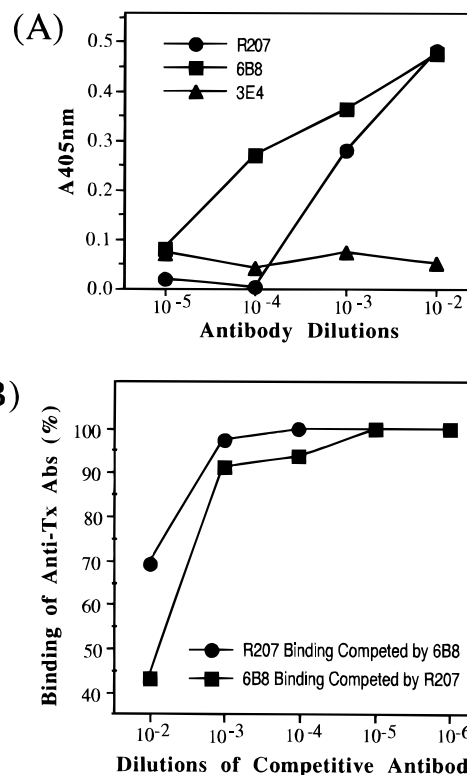 (A)
R207
6B8
3E4
0.5
0.4
0.3
0.2
0.1
0.0
A405nm
10-5
10-4
10-3
10-2
Antibody Dilutions
B)
100
90
80
70
60
50
40
Binding of Anti-Tx Abs (%)
R207 Binding Competed by 6B8
6B8 Binding Competed by R207
10-2
10-3
10-4
10-5
10-6
Dilutions of Competitive Antibod